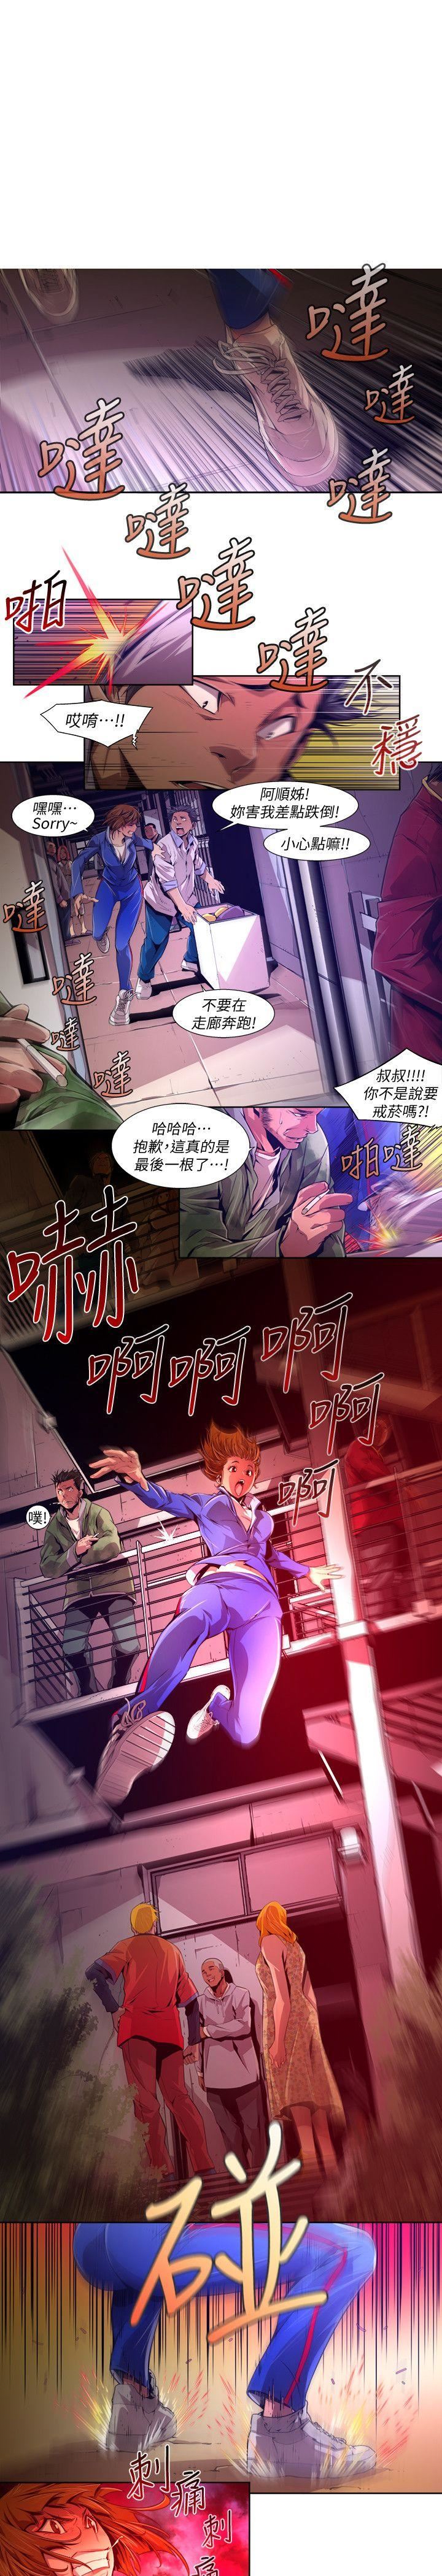 噠
噠
噠
噠
噠
噠
噠
啪
不
穩
哎唷…!!
嘿嘿…
Sorry~
阿順姊!
妳害我差點跌倒!
小心點嘛!!
噠
噠
噠
噠
不要在
走廊奔跑!
叔叔!!!!
你不是說要
戒菸嗎?!
哈哈哈…
抱歉,這真的是
最後一根了…!
啪噠
嚇
啊
啊
啊
啊
啊
噗!
碰
刺
痛
刺
痛